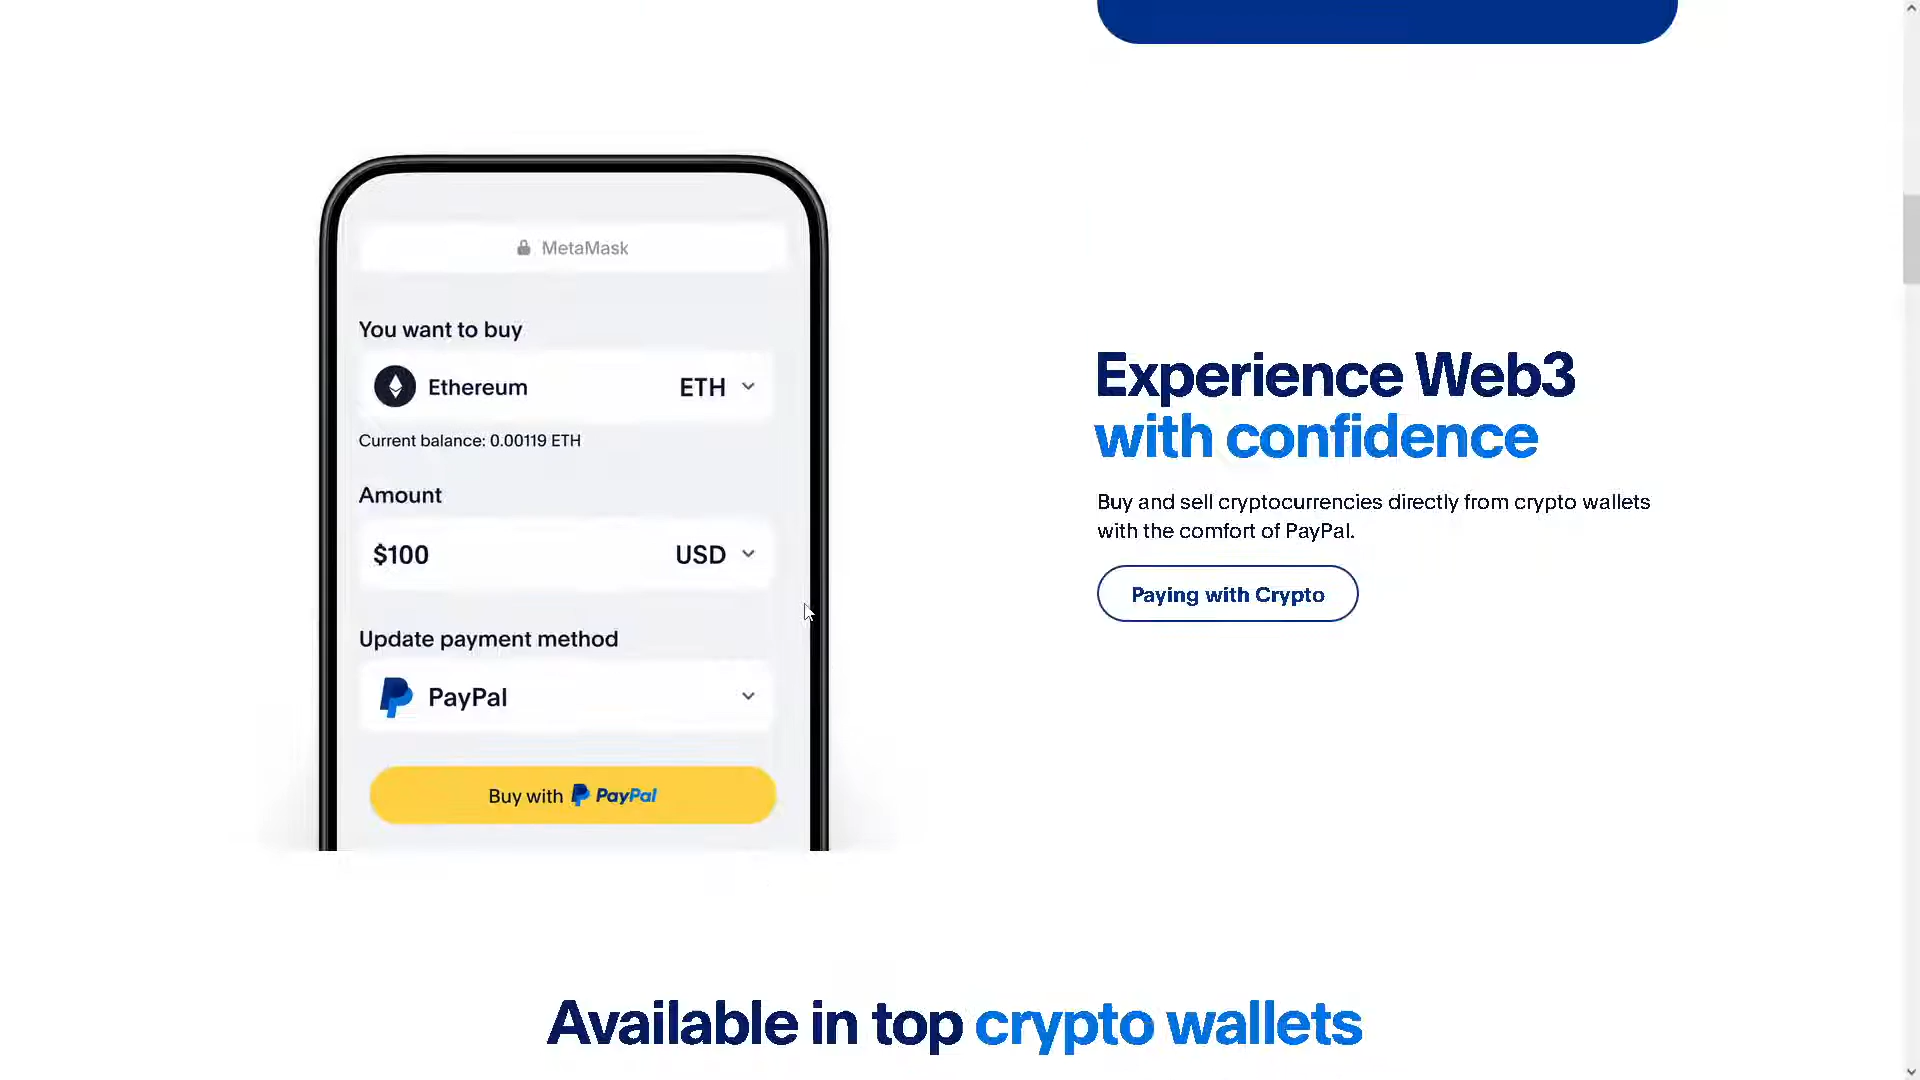 MetaMask
You want to buy
Ethereum ETH
Current balance: 0.00119 ETH
Amount
$100 USD
Update payment method
PayPal
Buy with PayPal
Experience Web3
with confidence
Buy and sell cryptocurrencies directly from crypto wallets
with the comfort of PayPal.
Paying with Crypto
Available in top crypto wallets